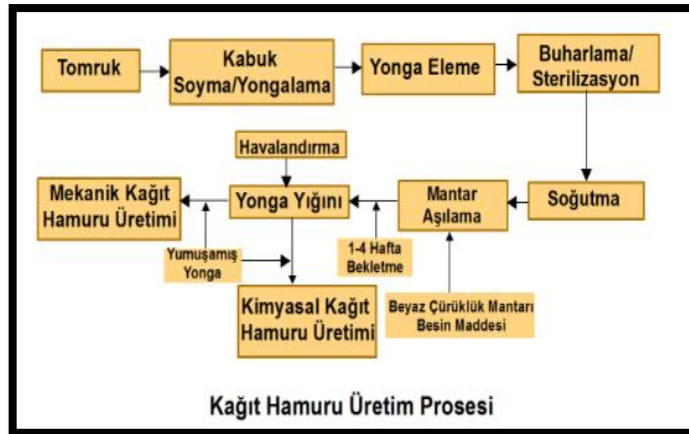 Tomruk
Kabuk
Soyma/Yongalama
Yonga Eleme
Buharlama/
Sterilizasyon
Havalandırma
Mekanik Kağıt
Hamuru Üretimi
Yonga Yığını
Mantar
Aşılama
Soğutma
Yumuşamış
Yonga
1-4 Hafta
Bekletme
Kimyasal Kağıt
Hamuru Üretimi
Beyaz Çürüklük Mantarı
Besin Maddesi
Kağıt Hamuru Üretim Prosesi